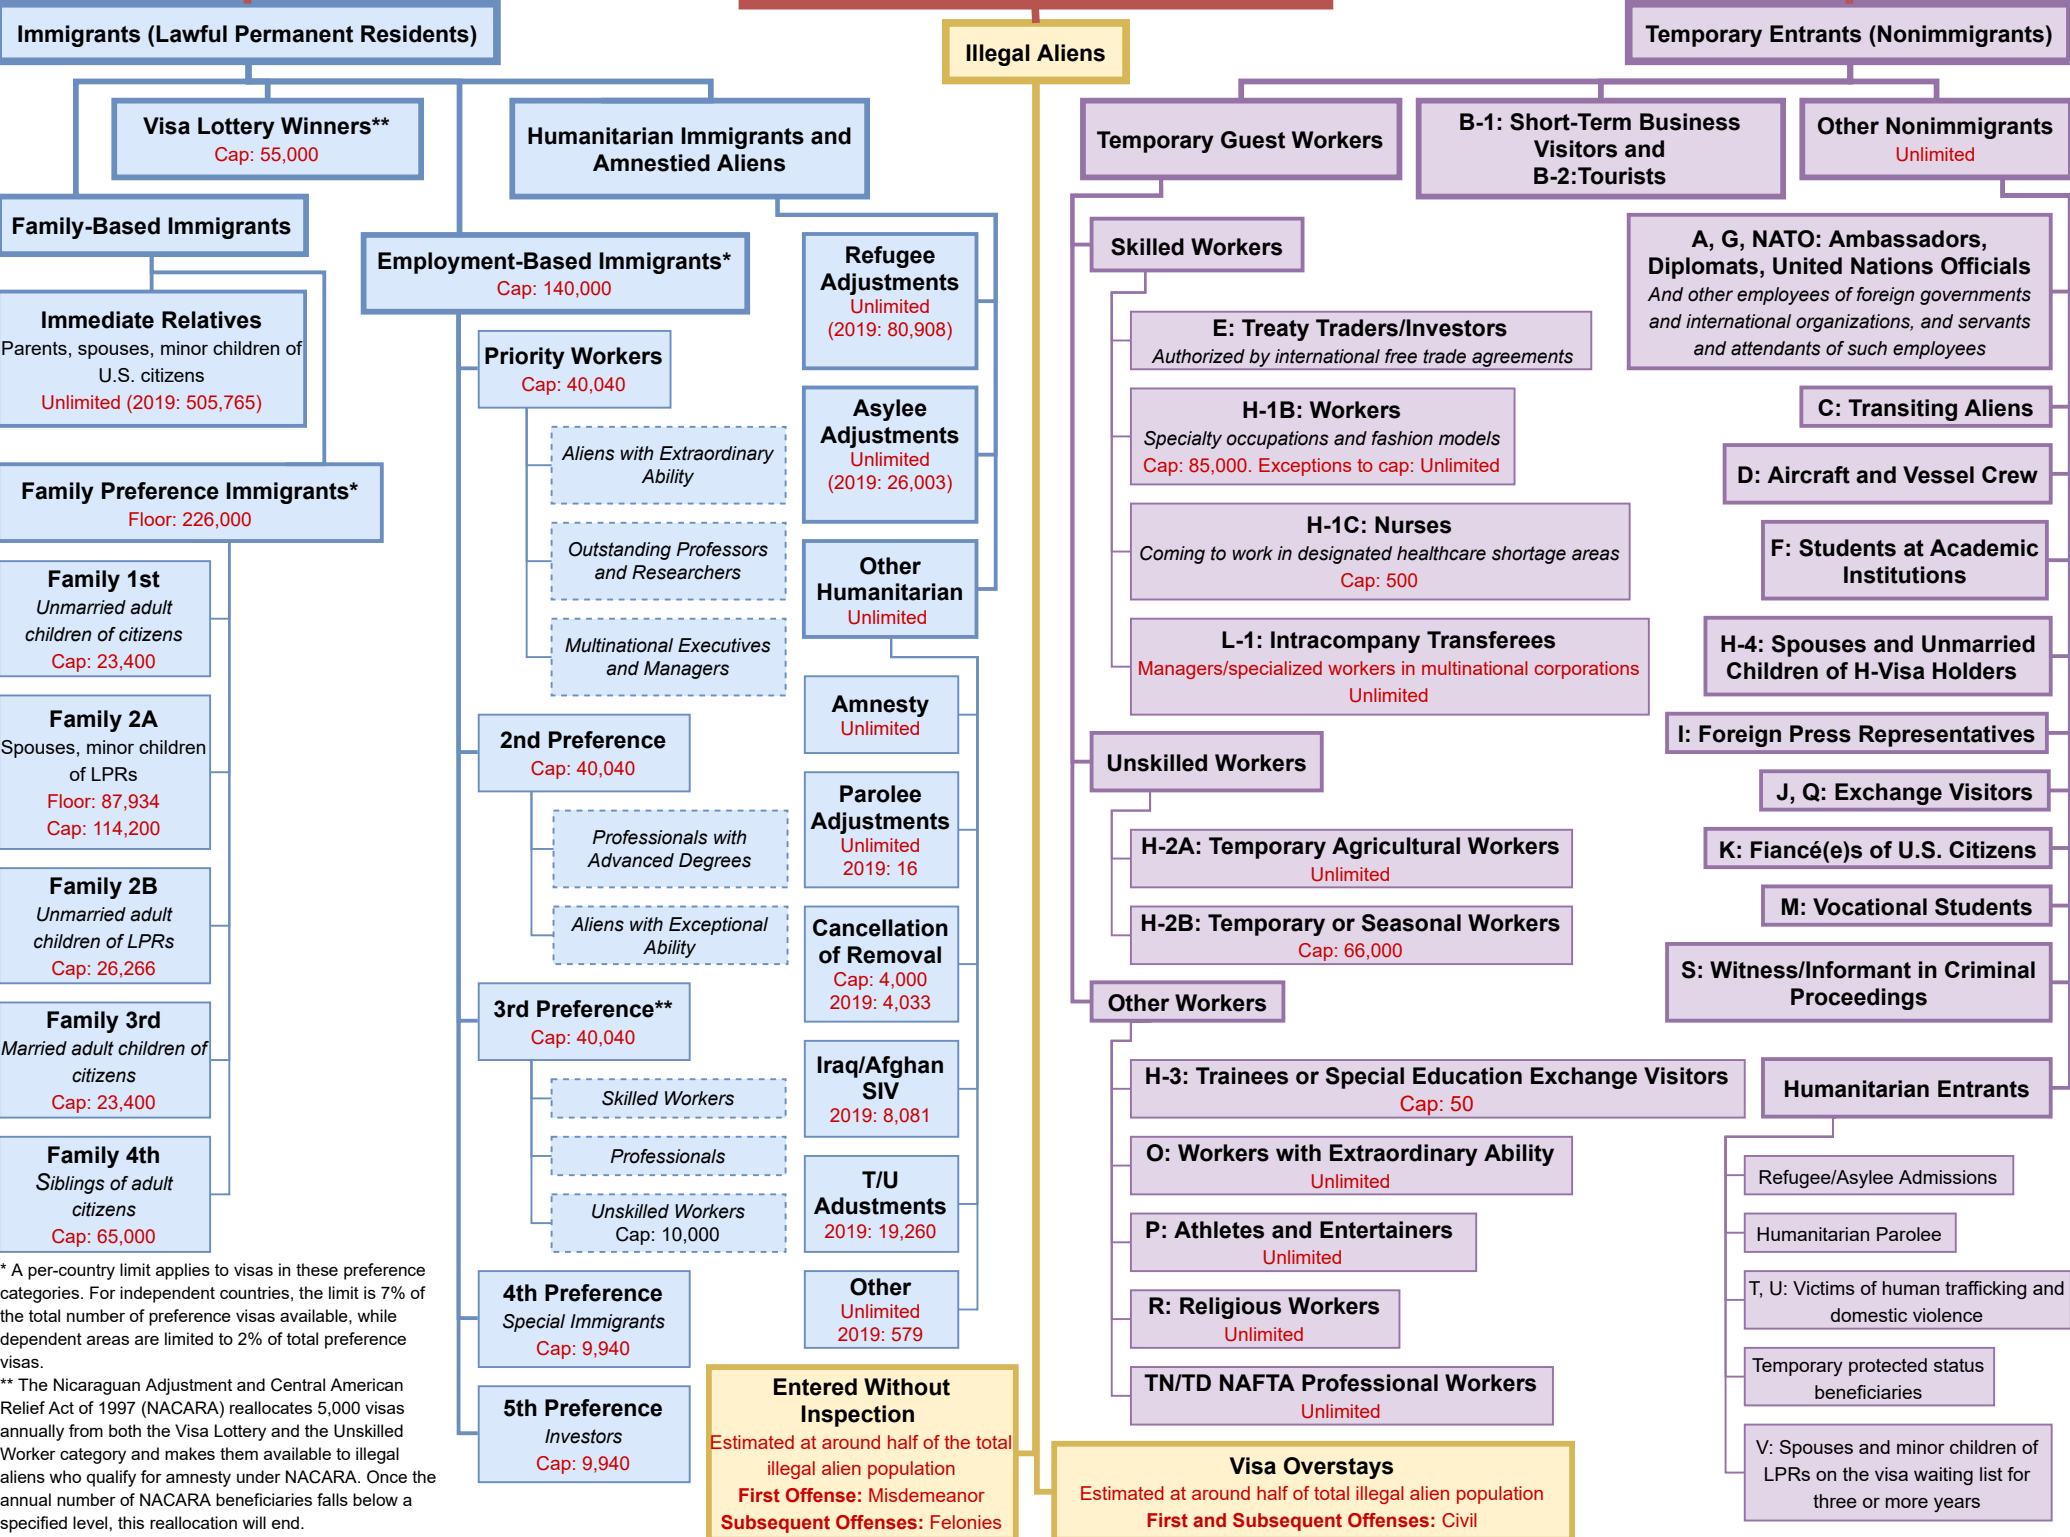 Immigrants (Lawful Permanent Residents)
Visa Lottery Winners**
Cap: 55,000
Humanitarian Immigrants and
Amnestied Aliens
Family-Based Immigrants
Immediate Relatives
Parents, spouses, minor children of
U.S. citizens
Unlimited (2019: 505,765)
Family Preference Immigrants*
Floor: 226,000
Family 1st
Unmarried adult
children of citizens
Cap: 23,400
Family 2A
Spouses, minor children
of LPRs
Floor: 87,934
Cap: 114,200
Family 2B
Unmarried adult
children of LPRs
Cap: 26,266
Family 3rd
Married adult children of
citizens
Cap: 23,400
Family 4th
Siblings of adult
citizens
Cap: 65,000
Employment-Based Immigrants*
Cap: 140,000
Priority Workers
Cap: 40,040
Aliens with Extraordinary
Ability
Outstanding Professors
and Researchers
Multinational Executives
and Managers
2nd Preference
Cap: 40,040
Professionals with
Advanced Degrees
Aliens with Exceptional
Ability
3rd Preference**
Cap: 40,040
Skilled Workers
Professionals
Unskilled Workers
Cap: 10,000
4th Preference
Special Immigrants
Cap: 9,940
5th Preference
Investors
Cap: 9,940
Refugee
Adjustments
Unlimited
(2019: 80,908)
Asylee
Adjustments
Unlimited
(2019: 26,003)
Other
Humanitarian
Unlimited
Amnesty
Unlimited
Parolee
Adjustments
Unlimited
2019: 16
Cancellation
of Removal
Cap: 4,000
2019: 4,033
Iraq/Afghan
SIV
2019: 8,081
T/U
Adustments
2019: 19,260
Other
Unlimited
2019: 579
* A per-country limit applies to visas in these preference
categories. For independent countries, the limit is 7% of
the total number of preference visas available, while
dependent areas are limited to 2% of total preference
visas.
** The Nicaraguan Adjustment and Central American
Relief Act of 1997 (NACARA) reallocates 5,000 visas
annually from both the Visa Lottery and the Unskilled
Worker category and makes them available to illegal
aliens who qualify for amnesty under NACARA. Once the
annual number of NACARA beneficiaries falls below a
specified level, this reallocation will end.
Illegal Aliens
Entered Without
Inspection
Estimated at around half of the total
illegal alien population
First Offense: Misdemeanor
Subsequent Offenses: Felonies
Visa Overstays
Estimated at around half of total illegal alien population
First and Subsequent Offenses: Civil
Temporary Entrants (Nonimmigrants)
Temporary Guest Workers
B-1: Short-Term Business
Visitors and
B-2:Tourists
Other Nonimmigrants
Unlimited
Skilled Workers
E: Treaty Traders/Investors
Authorized by international free trade agreements
H-1B: Workers
Specialty occupations and fashion models
Cap: 85,000. Exceptions to cap: Unlimited
H-1C: Nurses
Coming to work in designated healthcare shortage areas
Cap: 500
L-1: Intracompany Transferees
Managers/specialized workers in multinational corporations
Unlimited
Unskilled Workers
H-2A: Temporary Agricultural Workers
Unlimited
H-2B: Temporary or Seasonal Workers
Cap: 66,000
Other Workers
H-3: Trainees or Special Education Exchange Visitors
Cap: 50
O: Workers with Extraordinary Ability
Unlimited
P: Athletes and Entertainers
Unlimited
R: Religious Workers
Unlimited
TN/TD NAFTA Professional Workers
Unlimited
A, G, NATO: Ambassadors,
Diplomats, United Nations Officials
And other employees of foreign governments
and international organizations, and servants
and attendants of such employees
C: Transiting Aliens
D: Aircraft and Vessel Crew
F: Students at Academic
Institutions
H-4: Spouses and Unmarried
Children of H-Visa Holders
I: Foreign Press Representatives
J, Q: Exchange Visitors
K: Fiancé(e)s of U.S. Citizens
M: Vocational Students
S: Witness/Informant in Criminal
Proceedings
Humanitarian Entrants
Refugee/Asylee Admissions
Humanitarian Parolee
T, U: Victims of human trafficking and
domestic violence
Temporary protected status
beneficiaries
V: Spouses and minor children of
LPRs on the visa waiting list for
three or more years